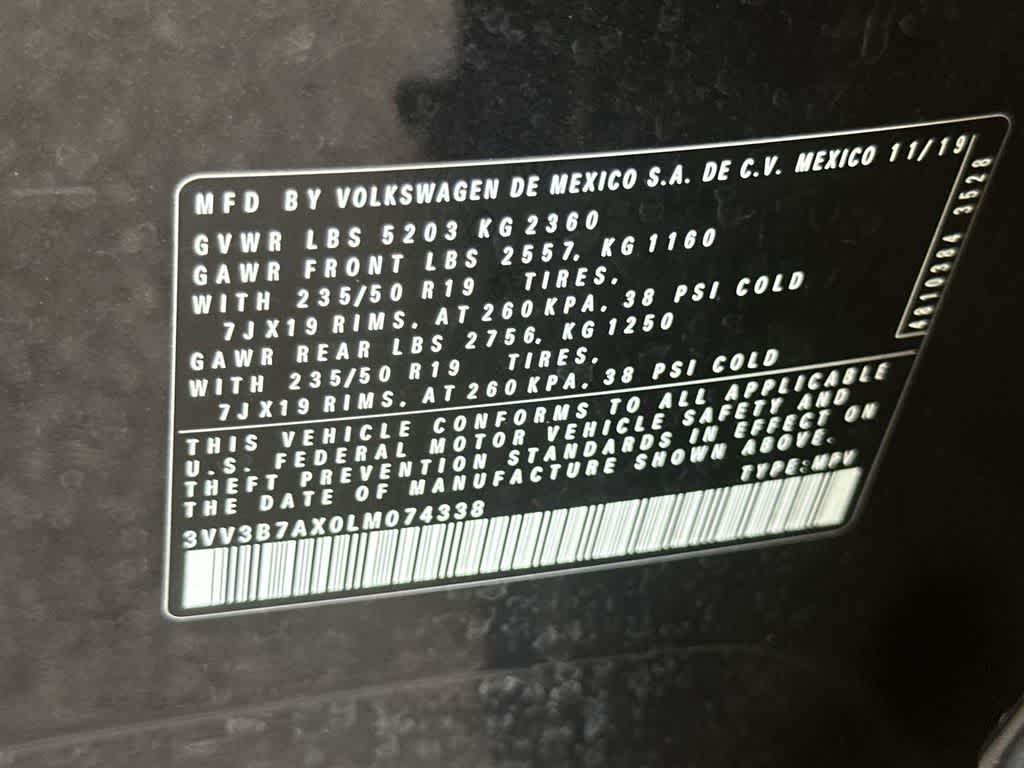 MFD BY VOLKSWAGEN DE MEXICO S.A. DE C.V. MEXICO 11/19
GVWR LBS 5203 KG 2360
GAWR FRONT LBS 2557, KG 1160
WITH 235/50 R19 TIRES,
7JX19 RIMS, AT 260 KPA, 38 PSI COLD
GAWR REAR LBS 2756, KG 1250
WITH 235/50 R19 TIRES,
7JX19 RIMS, AT 260 KPA, 38 PSI COLD
4810384 3528
THIS VEHICLE CONFORMS TO ALL APPLICABLE
U.S. FEDERAL MOTOR VEHICLE SAFETY AND
THEFT PREVENTION STANDARDS IN EFFECT ON
THE DATE OF MANUFACTURE SHOWN ABOVE.
3VV3B7AX0LM074338 TYPE:MPV